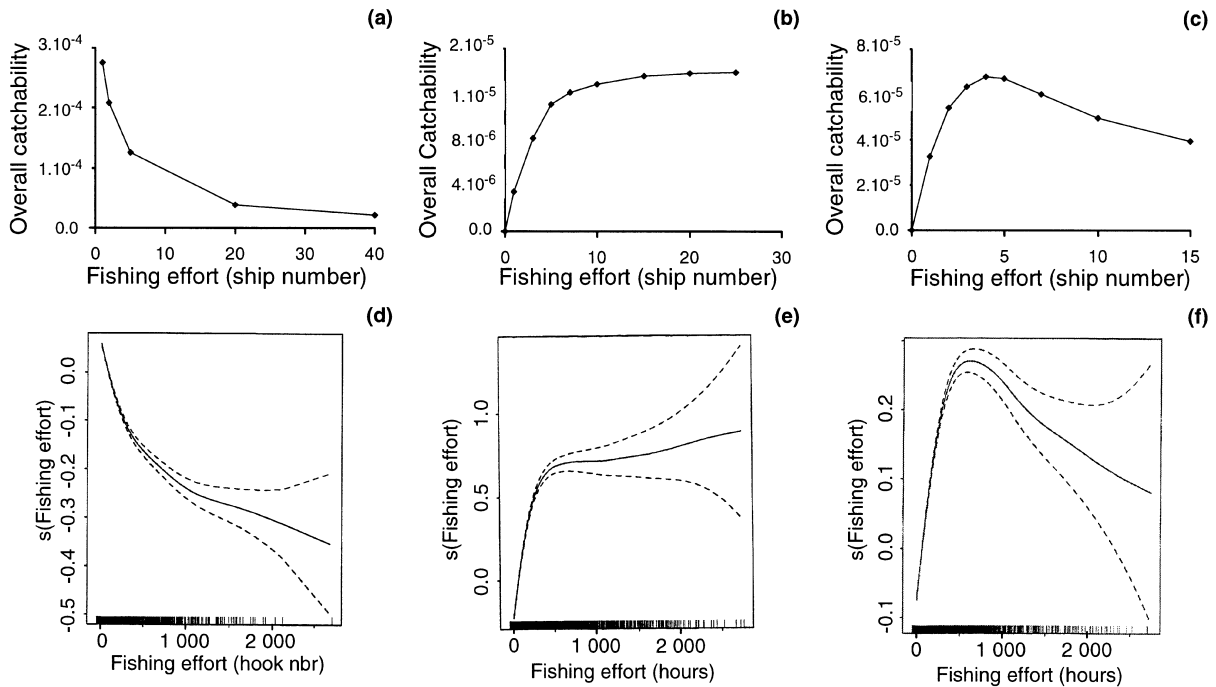 (a)
Overall catchability
3.10-4
2.10-4
1.10-4
0.0
0 10 20 30 40
Fishing effort (ship number)
(b)
Overall Catchability
2.10-5
1.10-5
8.10-6
4.10-6
0.0
0 10 20 30
Fishing effort (ship number)
(c)
Overall catchability
8.10-5
6.10-5
4.10-5
2.10-5
0.0
0 5 10 15
Fishing effort (ship number)
(d)
s(Fishing effort)
0.0
-0.1
-0.2
-0.3
-0.4
-0.5
0 1 000 2 000
Fishing effort (hook nbr)
(e)
s(Fishing effort)
1.0
0.5
0.0
0 1 000 2 000
Fishing effort (hours)
(f)
s(Fishing effort)
0.2
0.1
0.0
-0.1
0 1 000 2 000
Fishing effort (hours)